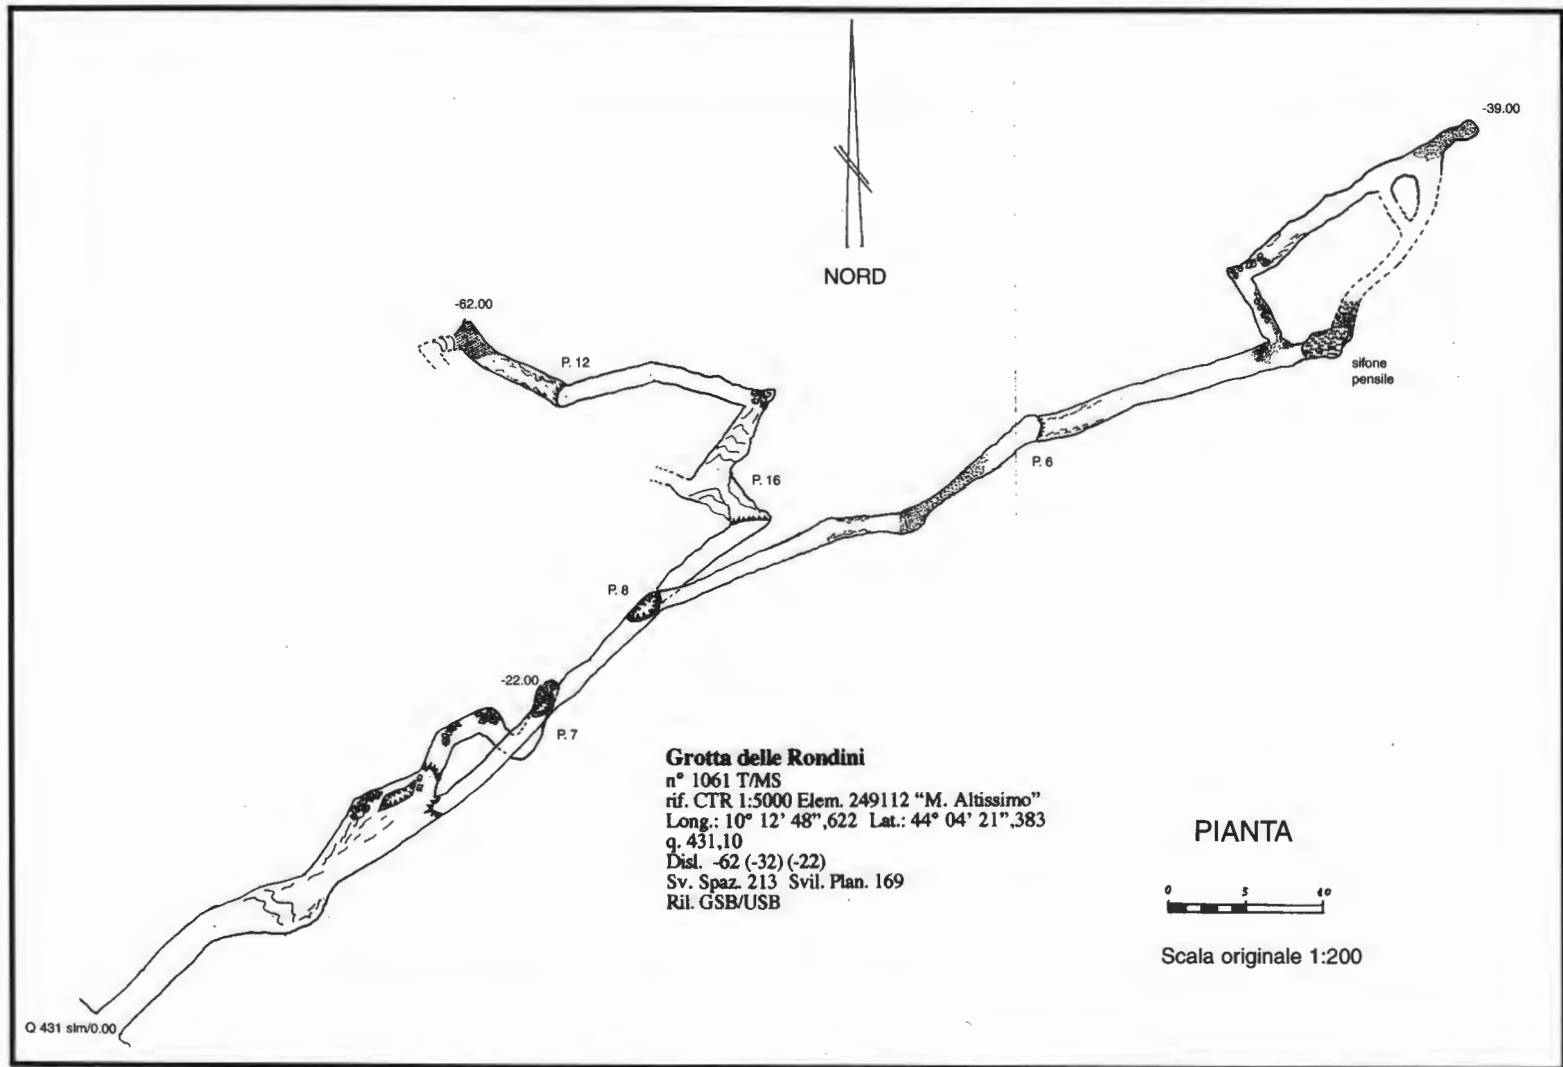 -39.00
NORD
-62.00
P. 12
sifone
pensile
P. 6
P. 16
P. 8
-22.00
P. 7
Grotta delle Rondini
n° 1061 T/MS
rif. CTR 1:5000 Elem. 249112 “M. Altissimo”
Long.: 10° 12’ 48”,622 Lat.: 44° 04’ 21”,383
q. 431,10
Disl. -62 (-32) (-22)
Sv. Spaz. 213 Svil. Plan. 169
Ril. GSB/USB
PIANTA
0 5 10
Scala originale 1:200
Q 431 slm/0.00